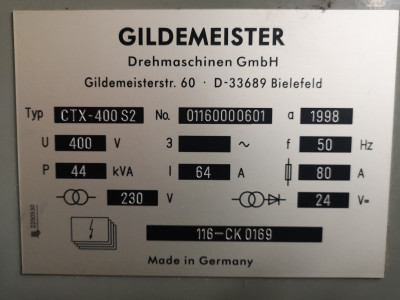 GILDEMEISTER
Drehmaschinen GmbH
Gildemeisterstr. 60 · D-33689 Bielefeld
Typ CTX-400 S2 No. 01160000601 a 1998
U 400 V 3 ~ f 50 Hz
P 44 kVA I 64 A 80 A
230 V 24 V=
116-CK 0169
Made in Germany